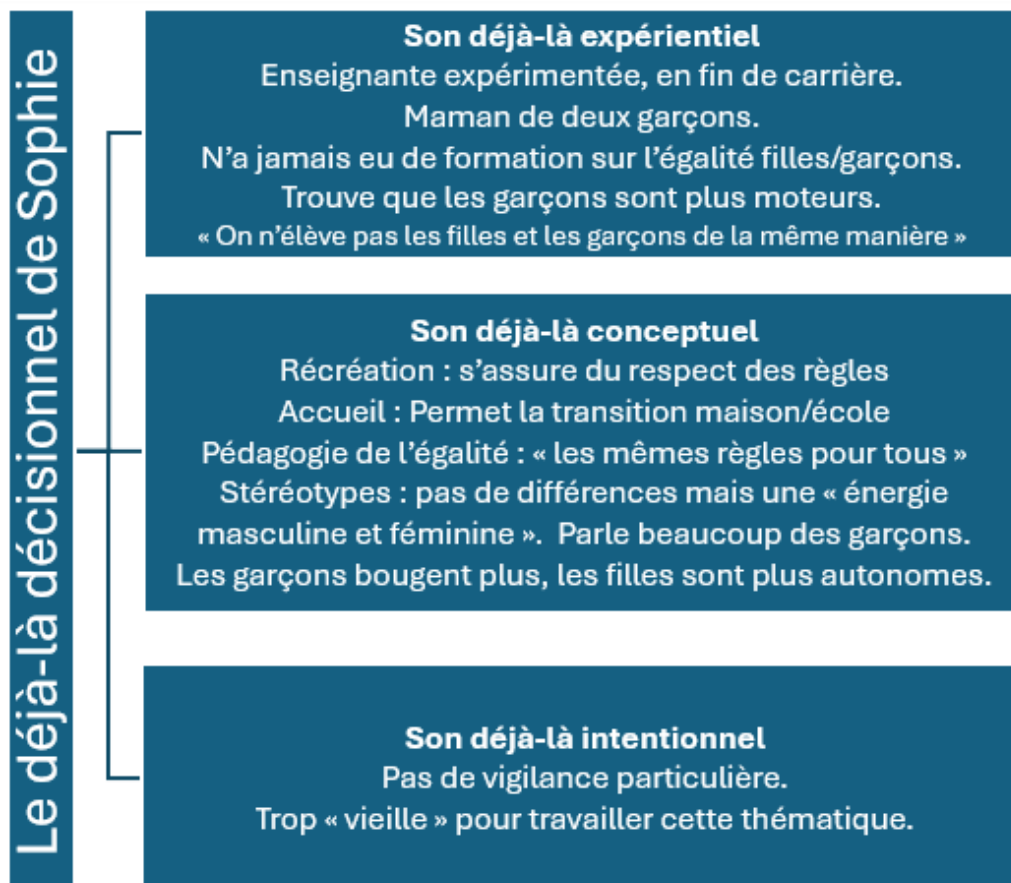 Le déjà-là décisionnel de Sophie
Son déjà-là expérientiel
Enseignante expérimentée, en fin de carrière.
Maman de deux garçons.
N’a jamais eu de formation sur l’égalité filles/garçons.
Trouve que les garçons sont plus moteurs.
« On n’élève pas les filles et les garçons de la même manière »
Son déjà-là conceptuel
Récréation : s’assure du respect des règles
Accueil : Permet la transition maison/école
Pédagogie de l’égalité : « les mêmes règles pour tous »
Stéréotypes : pas de différences mais une « énergie
masculine et féminine ». Parle beaucoup des garçons.
Les garçons bougent plus, les filles sont plus autonomes.
Son déjà-là intentionnel
Pas de vigilance particulière.
Trop « vieille » pour travailler cette thématique.